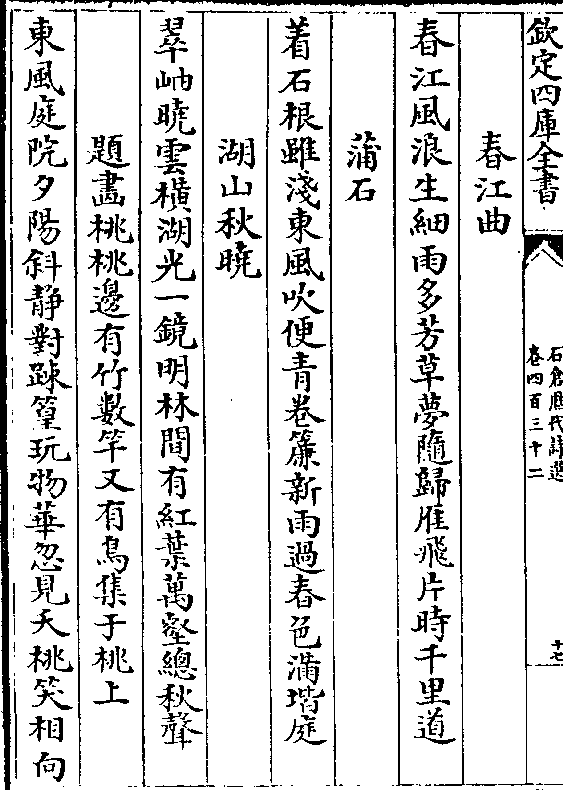 欽定四庫全書
石倉歷代詩選
卷四百三十二
十七
春江曲
春江風浪生細雨多芳草夢隨歸雁飛片時千里道
蒲石
着石根雖淺東風吹便青卷簾新雨過春色滿堦庭
湖山秋曉
翠岫曉雲橫湖光一鏡明林間有紅葉萬壑總秋聲
題畫桃桃邊有竹數竿又有鳥集于桃上
東風庭院夕陽斜静對踈篁玩物華忽見夭桃笑相向